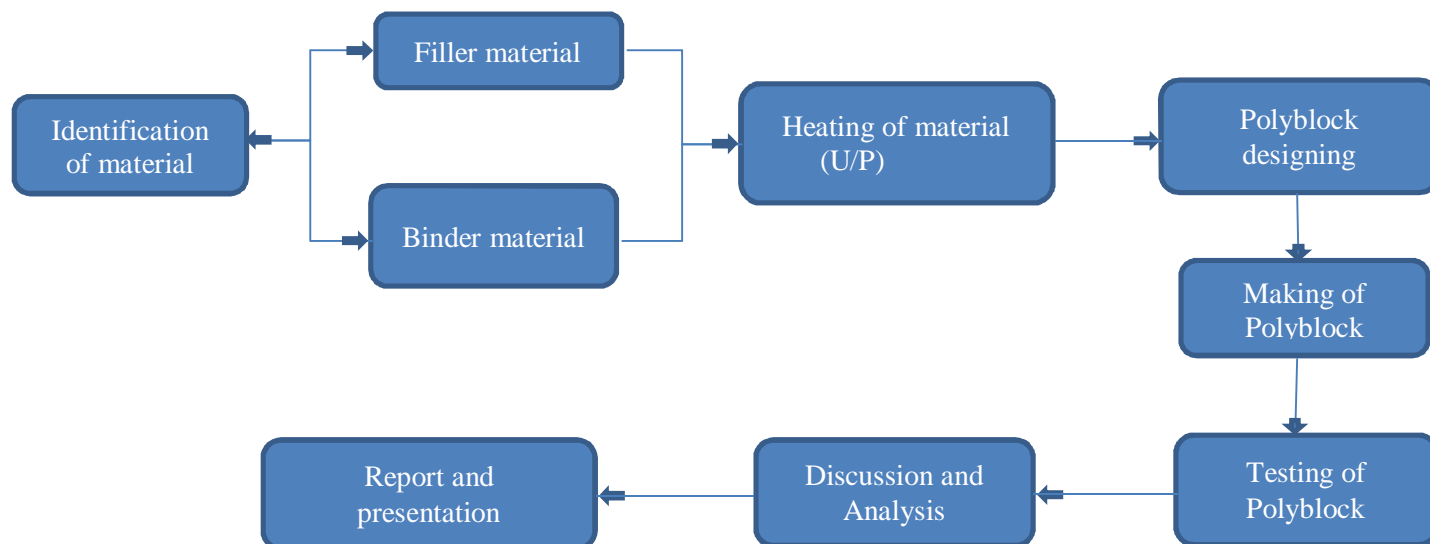 Filler material
Identification
of material
Heating of material
(U/P)
Polyblock
designing
Binder material
Making of
Polyblock
Testing of
Polyblock
Discussion and
Analysis
Report and
presentation